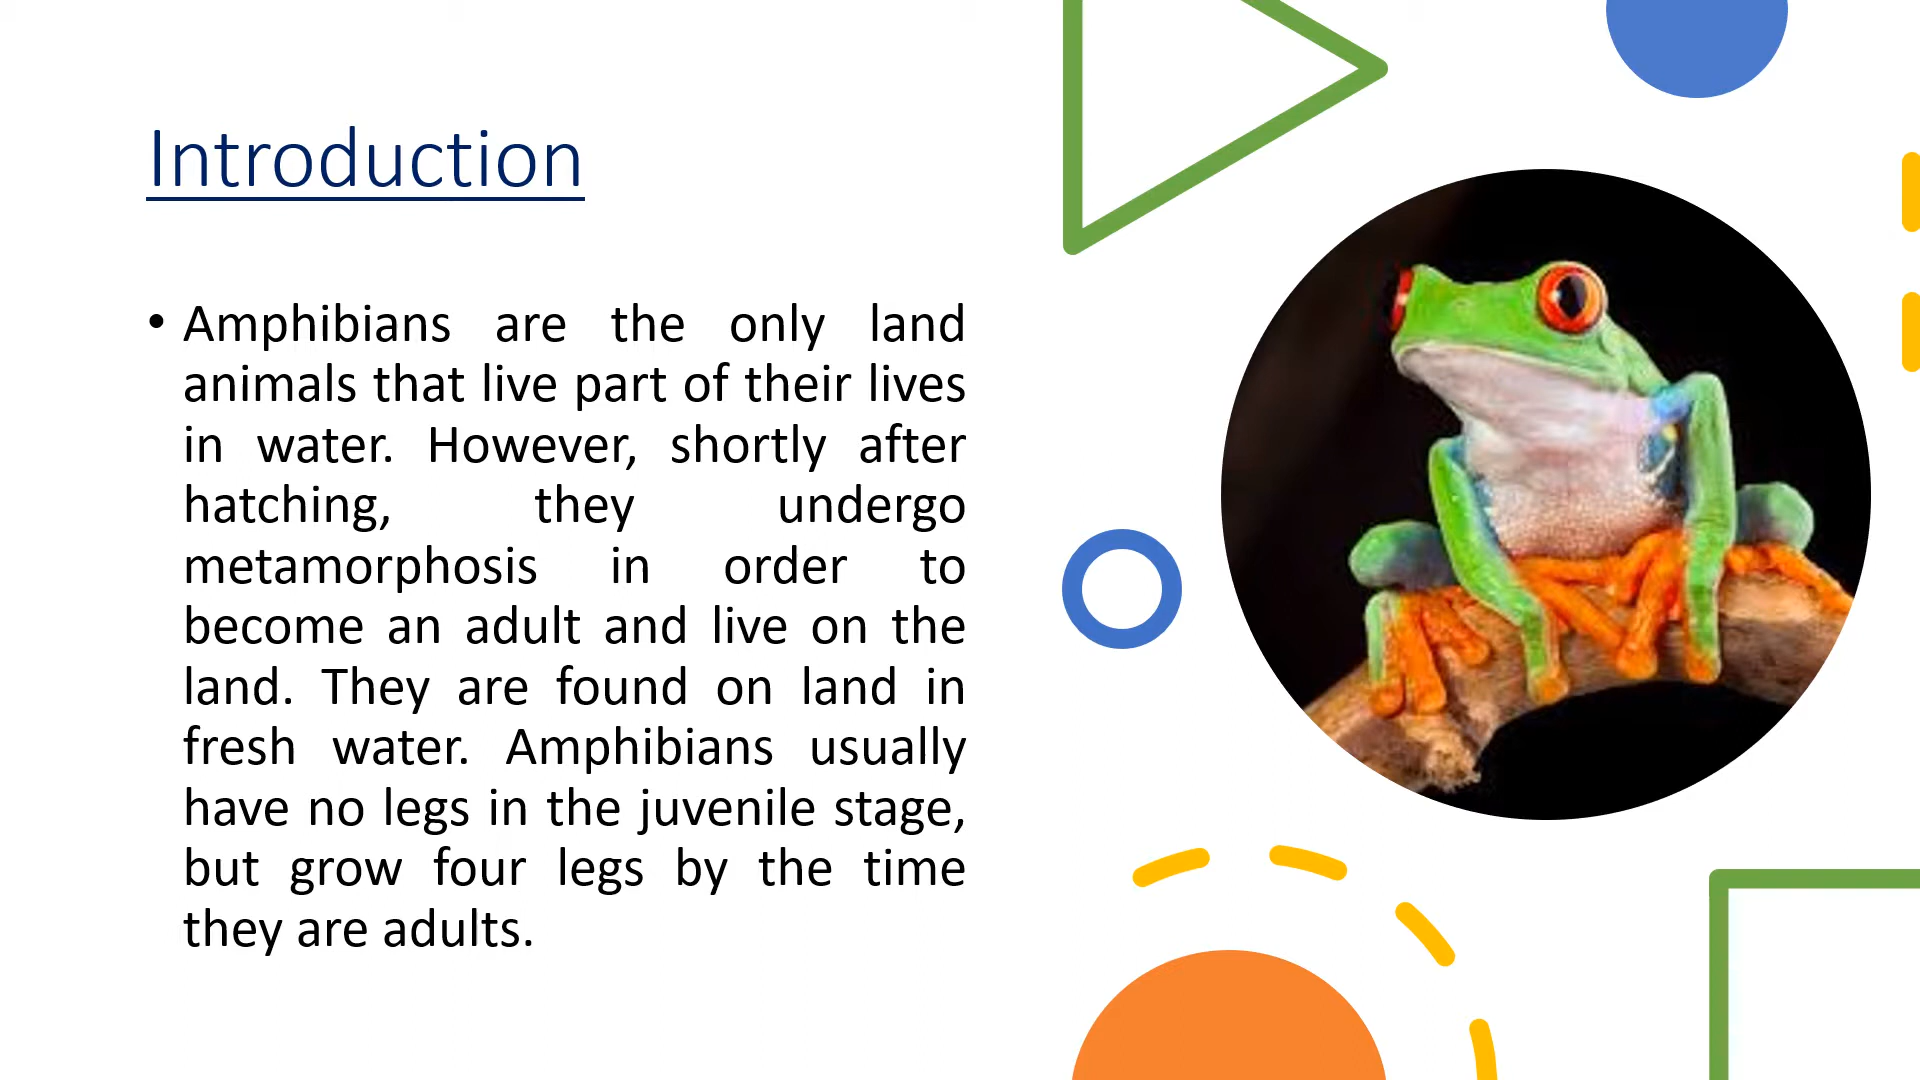 Introduction
• Amphibians are the only land
animals that live part of their lives
in water. However, shortly after
hatching, they undergo
metamorphosis in order to
become an adult and live on the
land. They are found on land in
fresh water. Amphibians usually
have no legs in the juvenile stage,
but grow four legs by the time
they are adults.